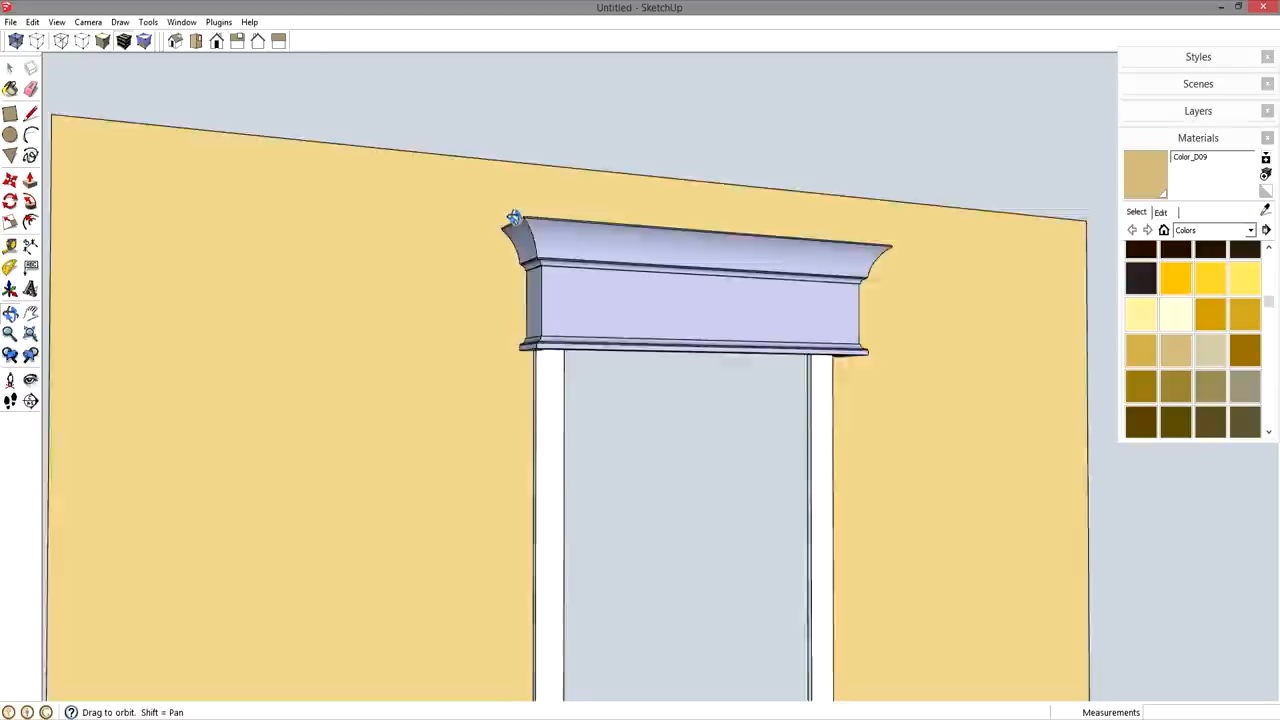 Untitled - SketchUp
File Edit View Camera Draw Tools Window Plugins Help
Styles
Scenes
Layers
Materials
Color_D09
Select Edit
Colors
Drag to orbit. Shift = Pan
Measurements